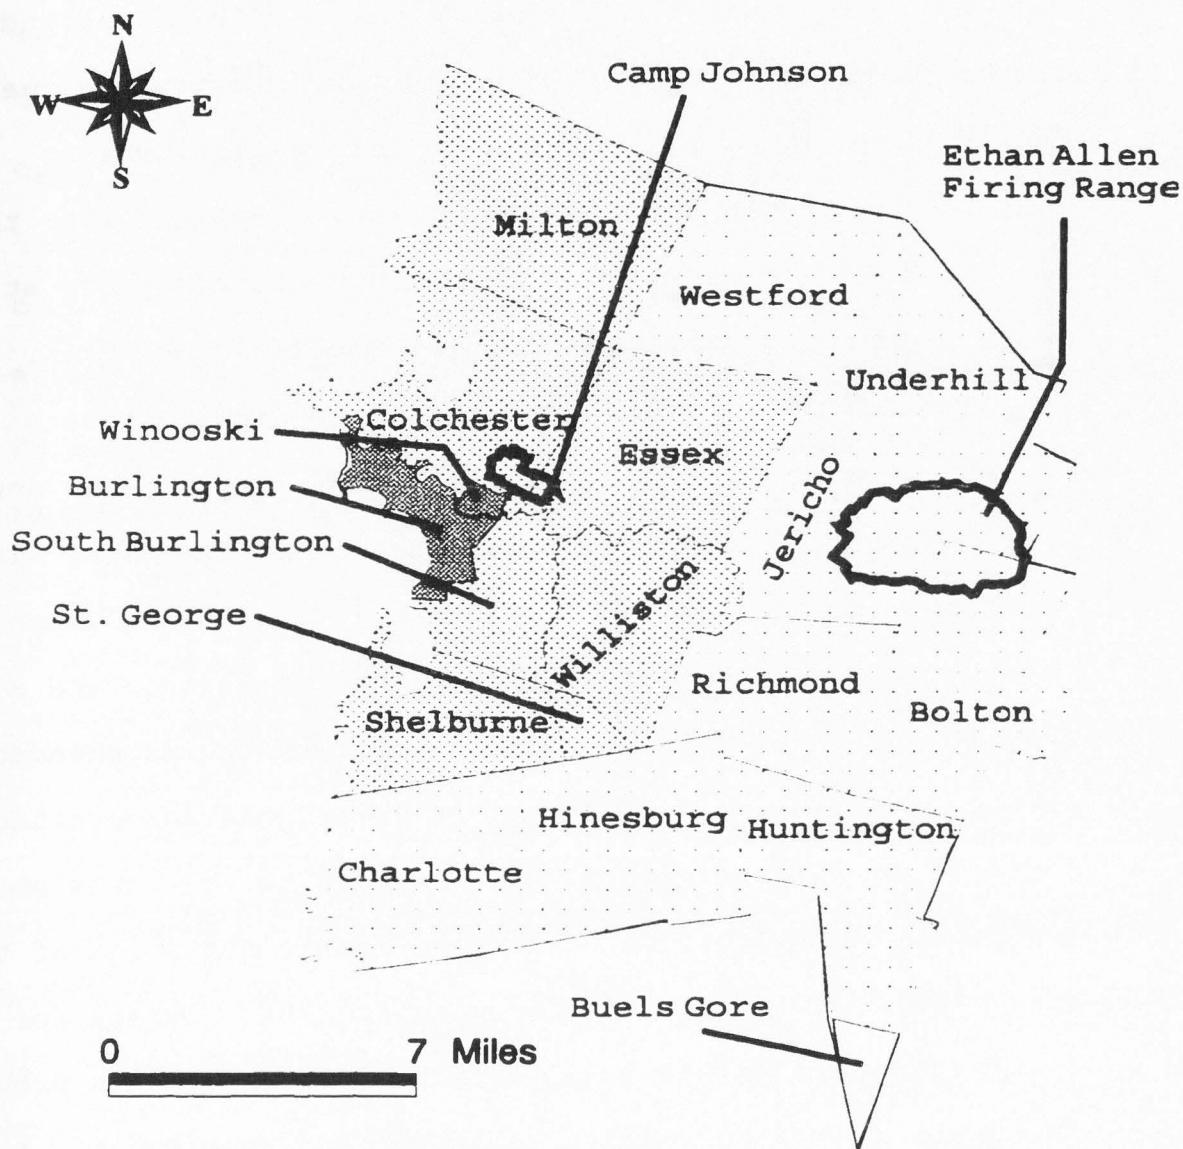 N
W E
S
Camp Johnson
Ethan Allen
Firing Range
Milton
Westford
Underhill
Colchester
Winooski
Essex
Jericho
Burlington
South Burlington
Williston
St. George
Richmond
Shelburne
Bolton
Hinesburg
Huntington
Charlotte
Buels Gore
0 7 Miles